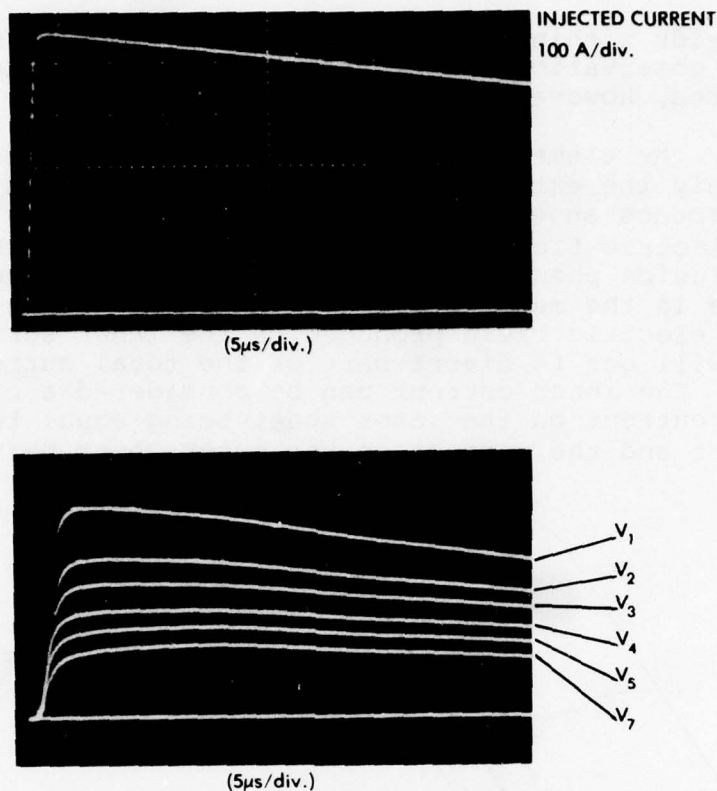 INJECTED CURRENT
100 A/div.
(5μs/div.)
V₁
V₂
V₃
V₄
V₅
V₇
(5μs/div.)